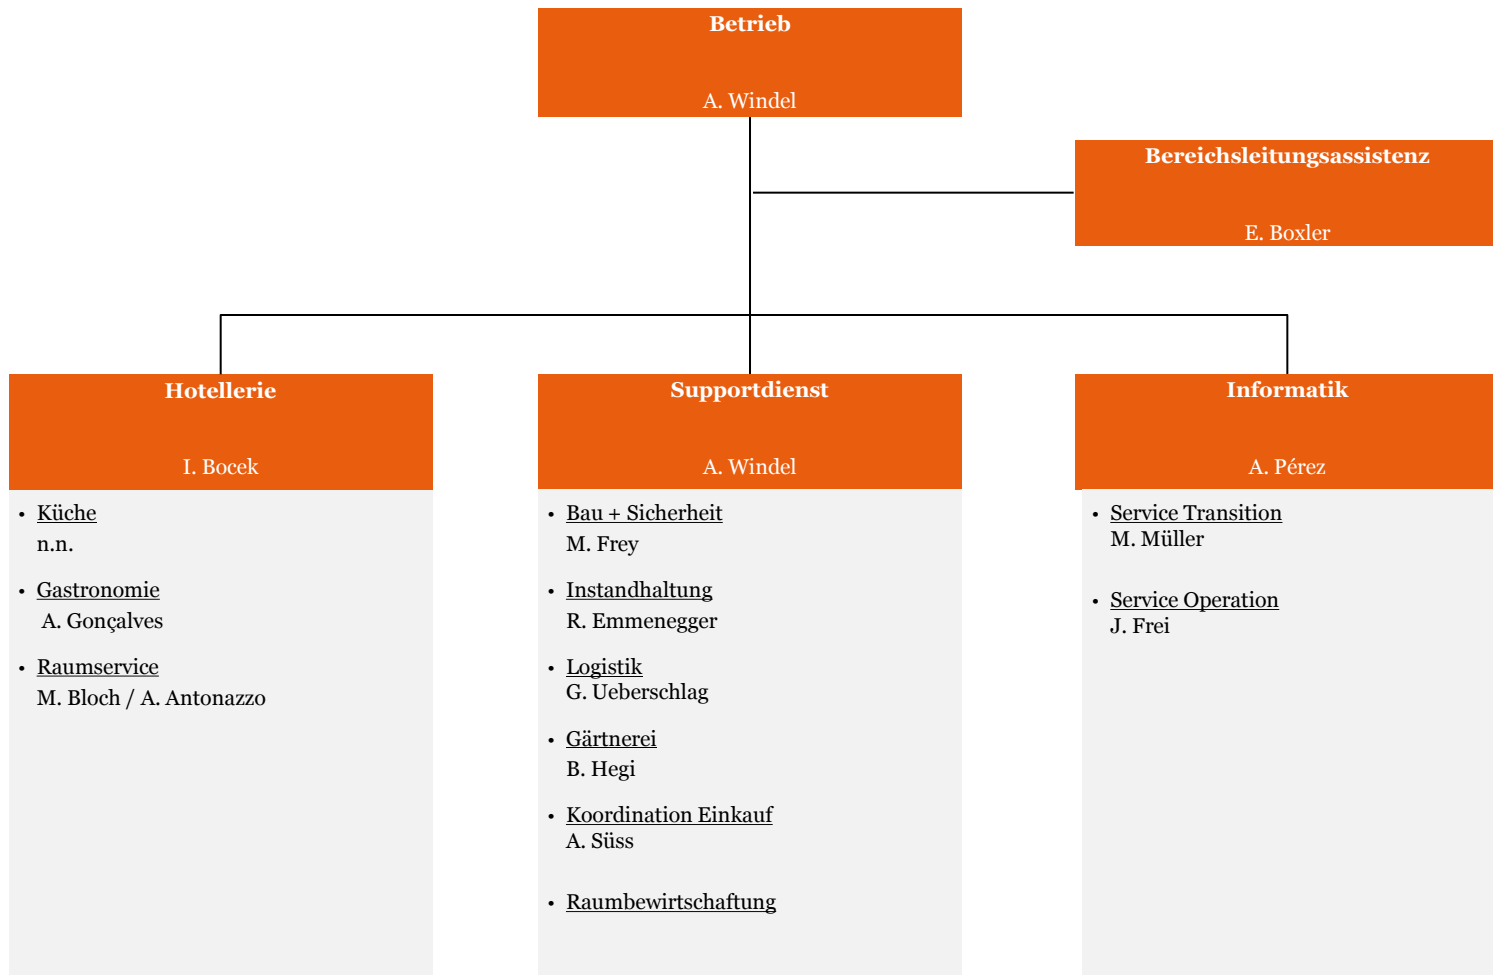 Betrieb
A. Windel
Bereichsleitungsassistenz
E. Boxler
Hotellerie
I. Bocek
• Küche
n.n.
• Gastronomie
A. Gonçalves
• Raumservice
M. Bloch / A. Antonazzo
Supportdienst
A. Windel
• Bau + Sicherheit
M. Frey
• Instandhaltung
R. Emmenegger
• Logistik
G. Ueberschlag
• Gärtnerei
B. Hegi
• Koordination Einkauf
A. Süss
• Raumbewirtschaftung
Informatik
A. Pérez
• Service Transition
M. Müller
• Service Operation
J. Frei